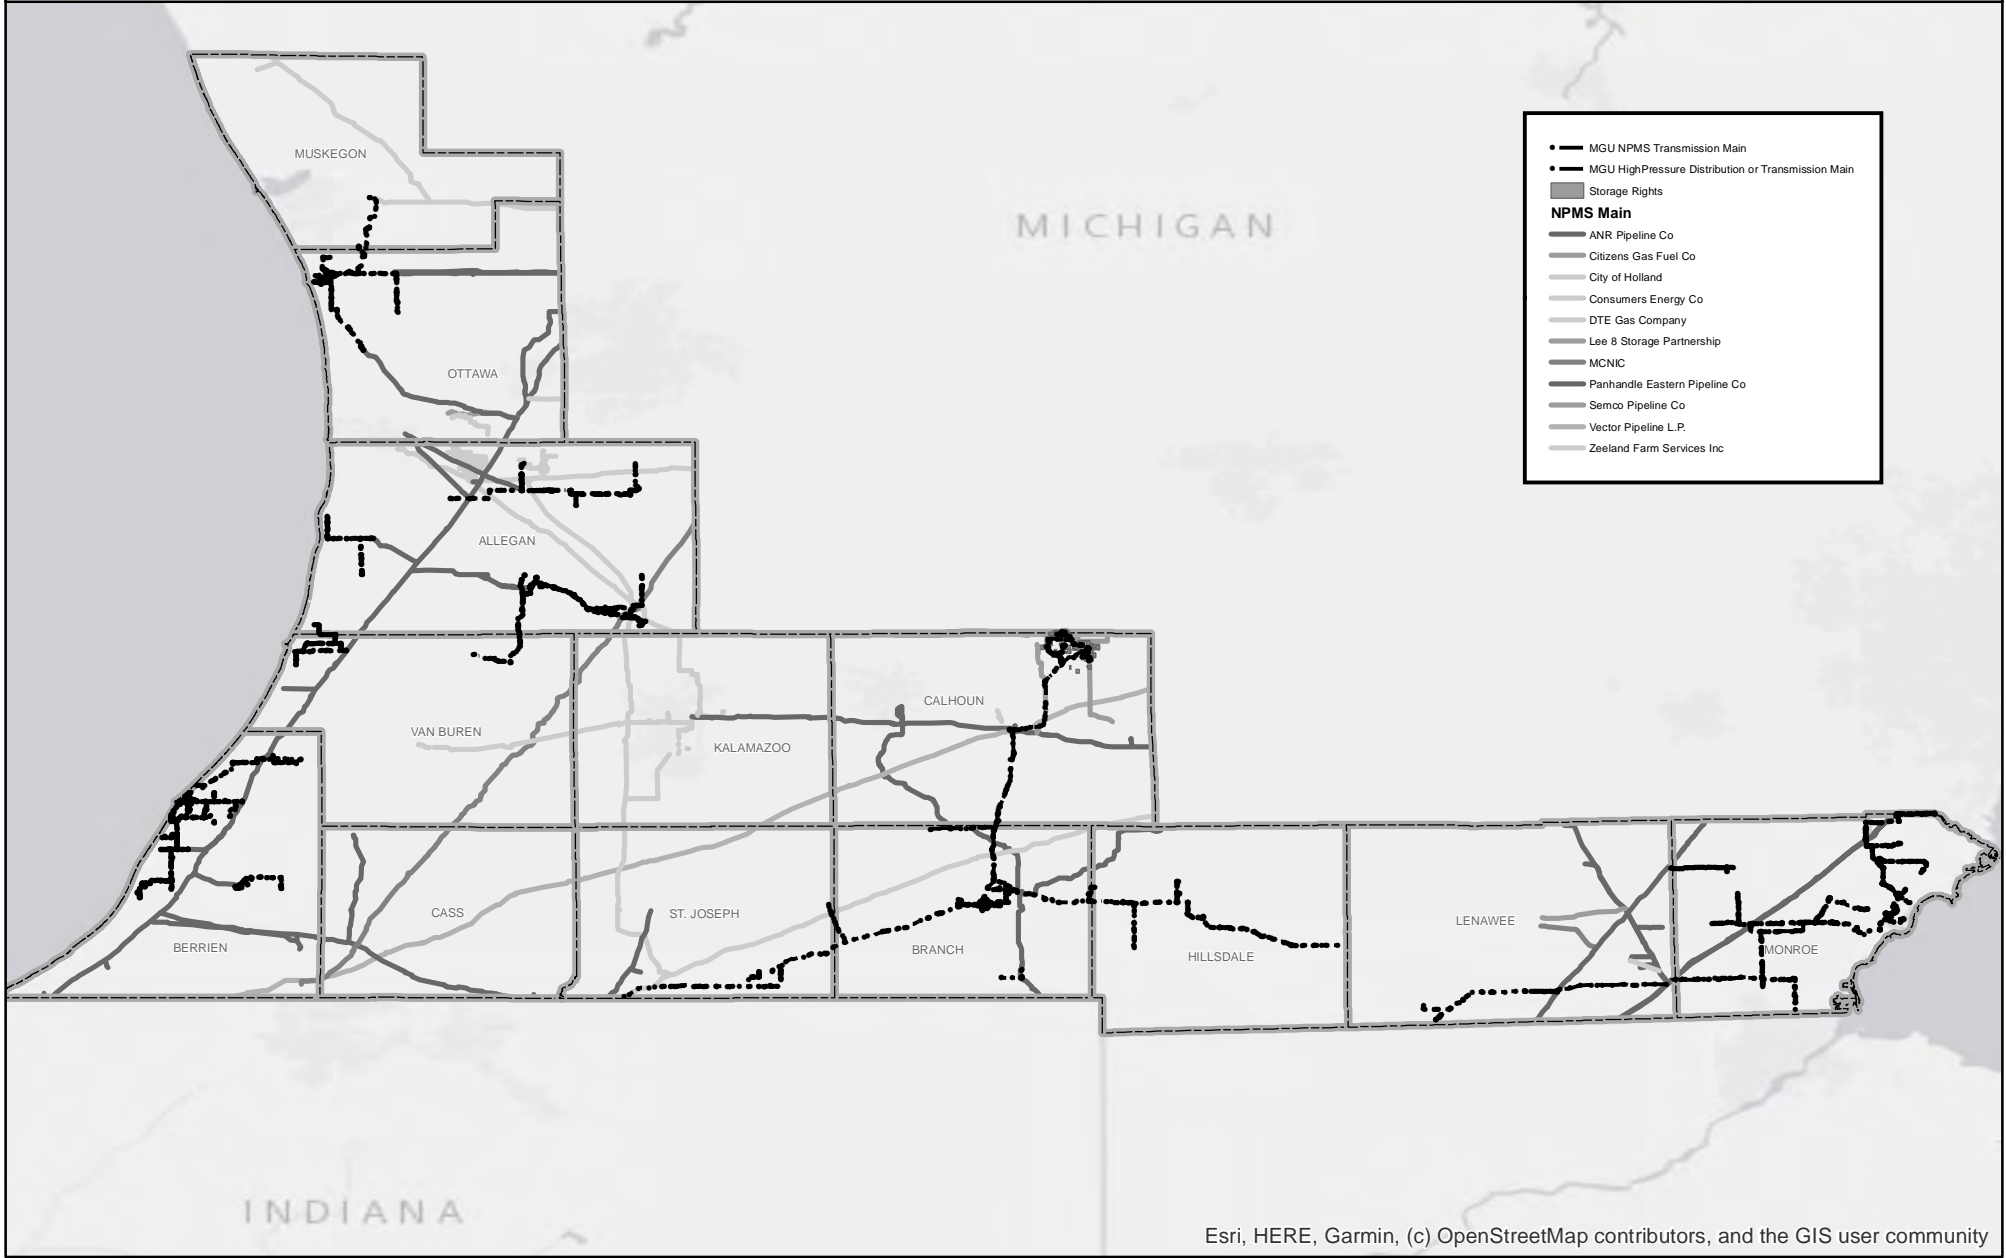 MUSKEGON
MICHIGAN
OTTAWA
ALLEGAN
VAN BUREN
KALAMAZOO
CALHOUN
BERRIEN
CASS
ST. JOSEPH
BRANCH
HILLSDALE
LENAWEE
MONROE
INDIANA
MGU NPMS Transmission Main
MGU HighPressure Distribution or Transmission Main
Storage Rights
NPMS Main
ANR Pipeline Co
Citizens Gas Fuel Co
City of Holland
Consumers Energy Co
DTE Gas Company
Lee 8 Storage Partnership
MCNIC
Panhandle Eastern Pipeline Co
Semco Pipeline Co
Vector Pipeline L.P.
Zeeland Farm Services Inc
Esri, HERE, Garmin, (c) OpenStreetMap contributors, and the GIS user community